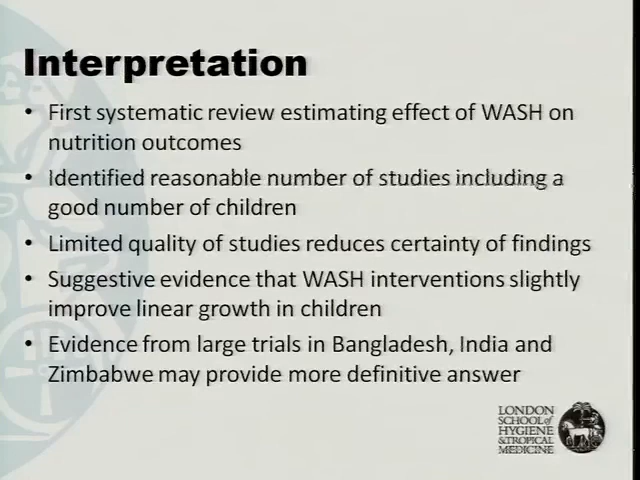 Interpretation
• First systematic review estimating effect of WASH on
nutrition outcomes
• Identified reasonable number of studies including a
good number of children
• Limited quality of studies reduces certainty of findings
• Suggestive evidence that WASH interventions slightly
improve linear growth in children
• Evidence from large trials in Bangladesh, India and
Zimbabwe may provide more definitive answer
LONDON
SCHOOL of
HYGIENE
&TROPICAL
MEDICINE